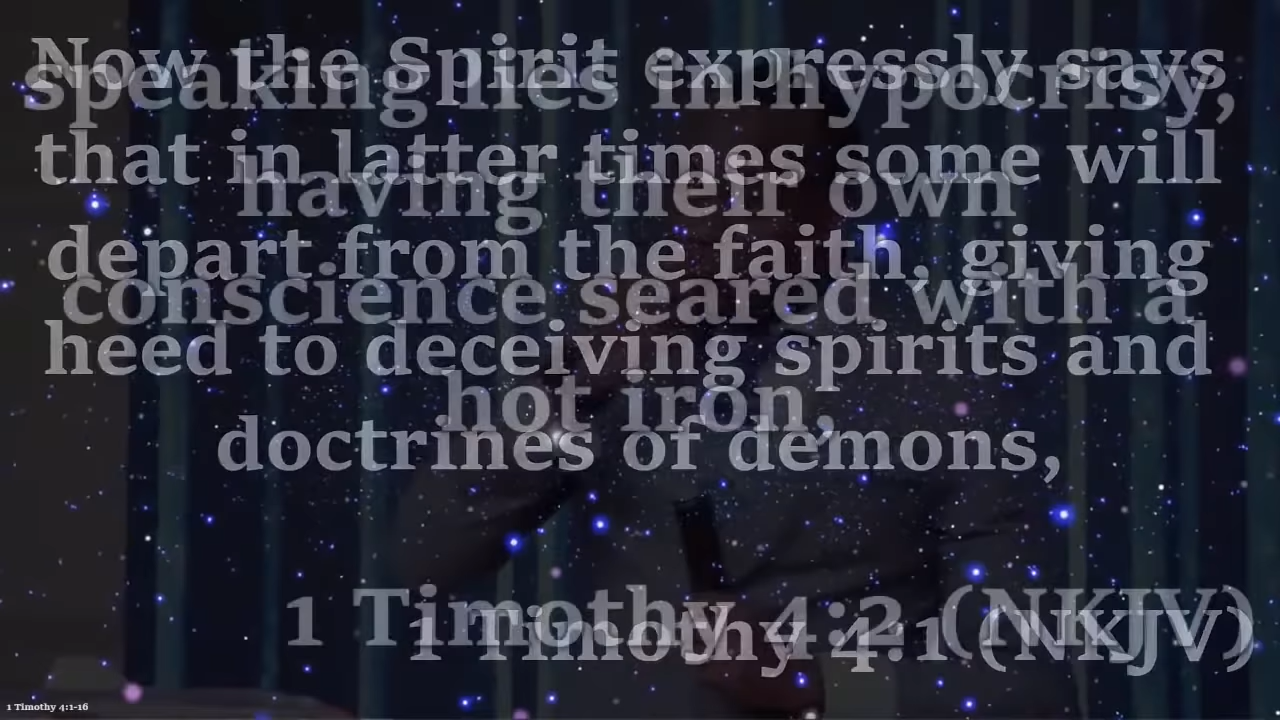 Now the Spirit expressly says
that in latter times some will
depart from the faith, giving
heed to deceiving spirits and
doctrines of demons,
1 Timothy 4:1 (NKJV)
speaking lies in hypocrisy,
having their own
conscience seared with a
hot iron,
1 Timothy 4:2 (NKJV)
1 Timothy 4:1-16